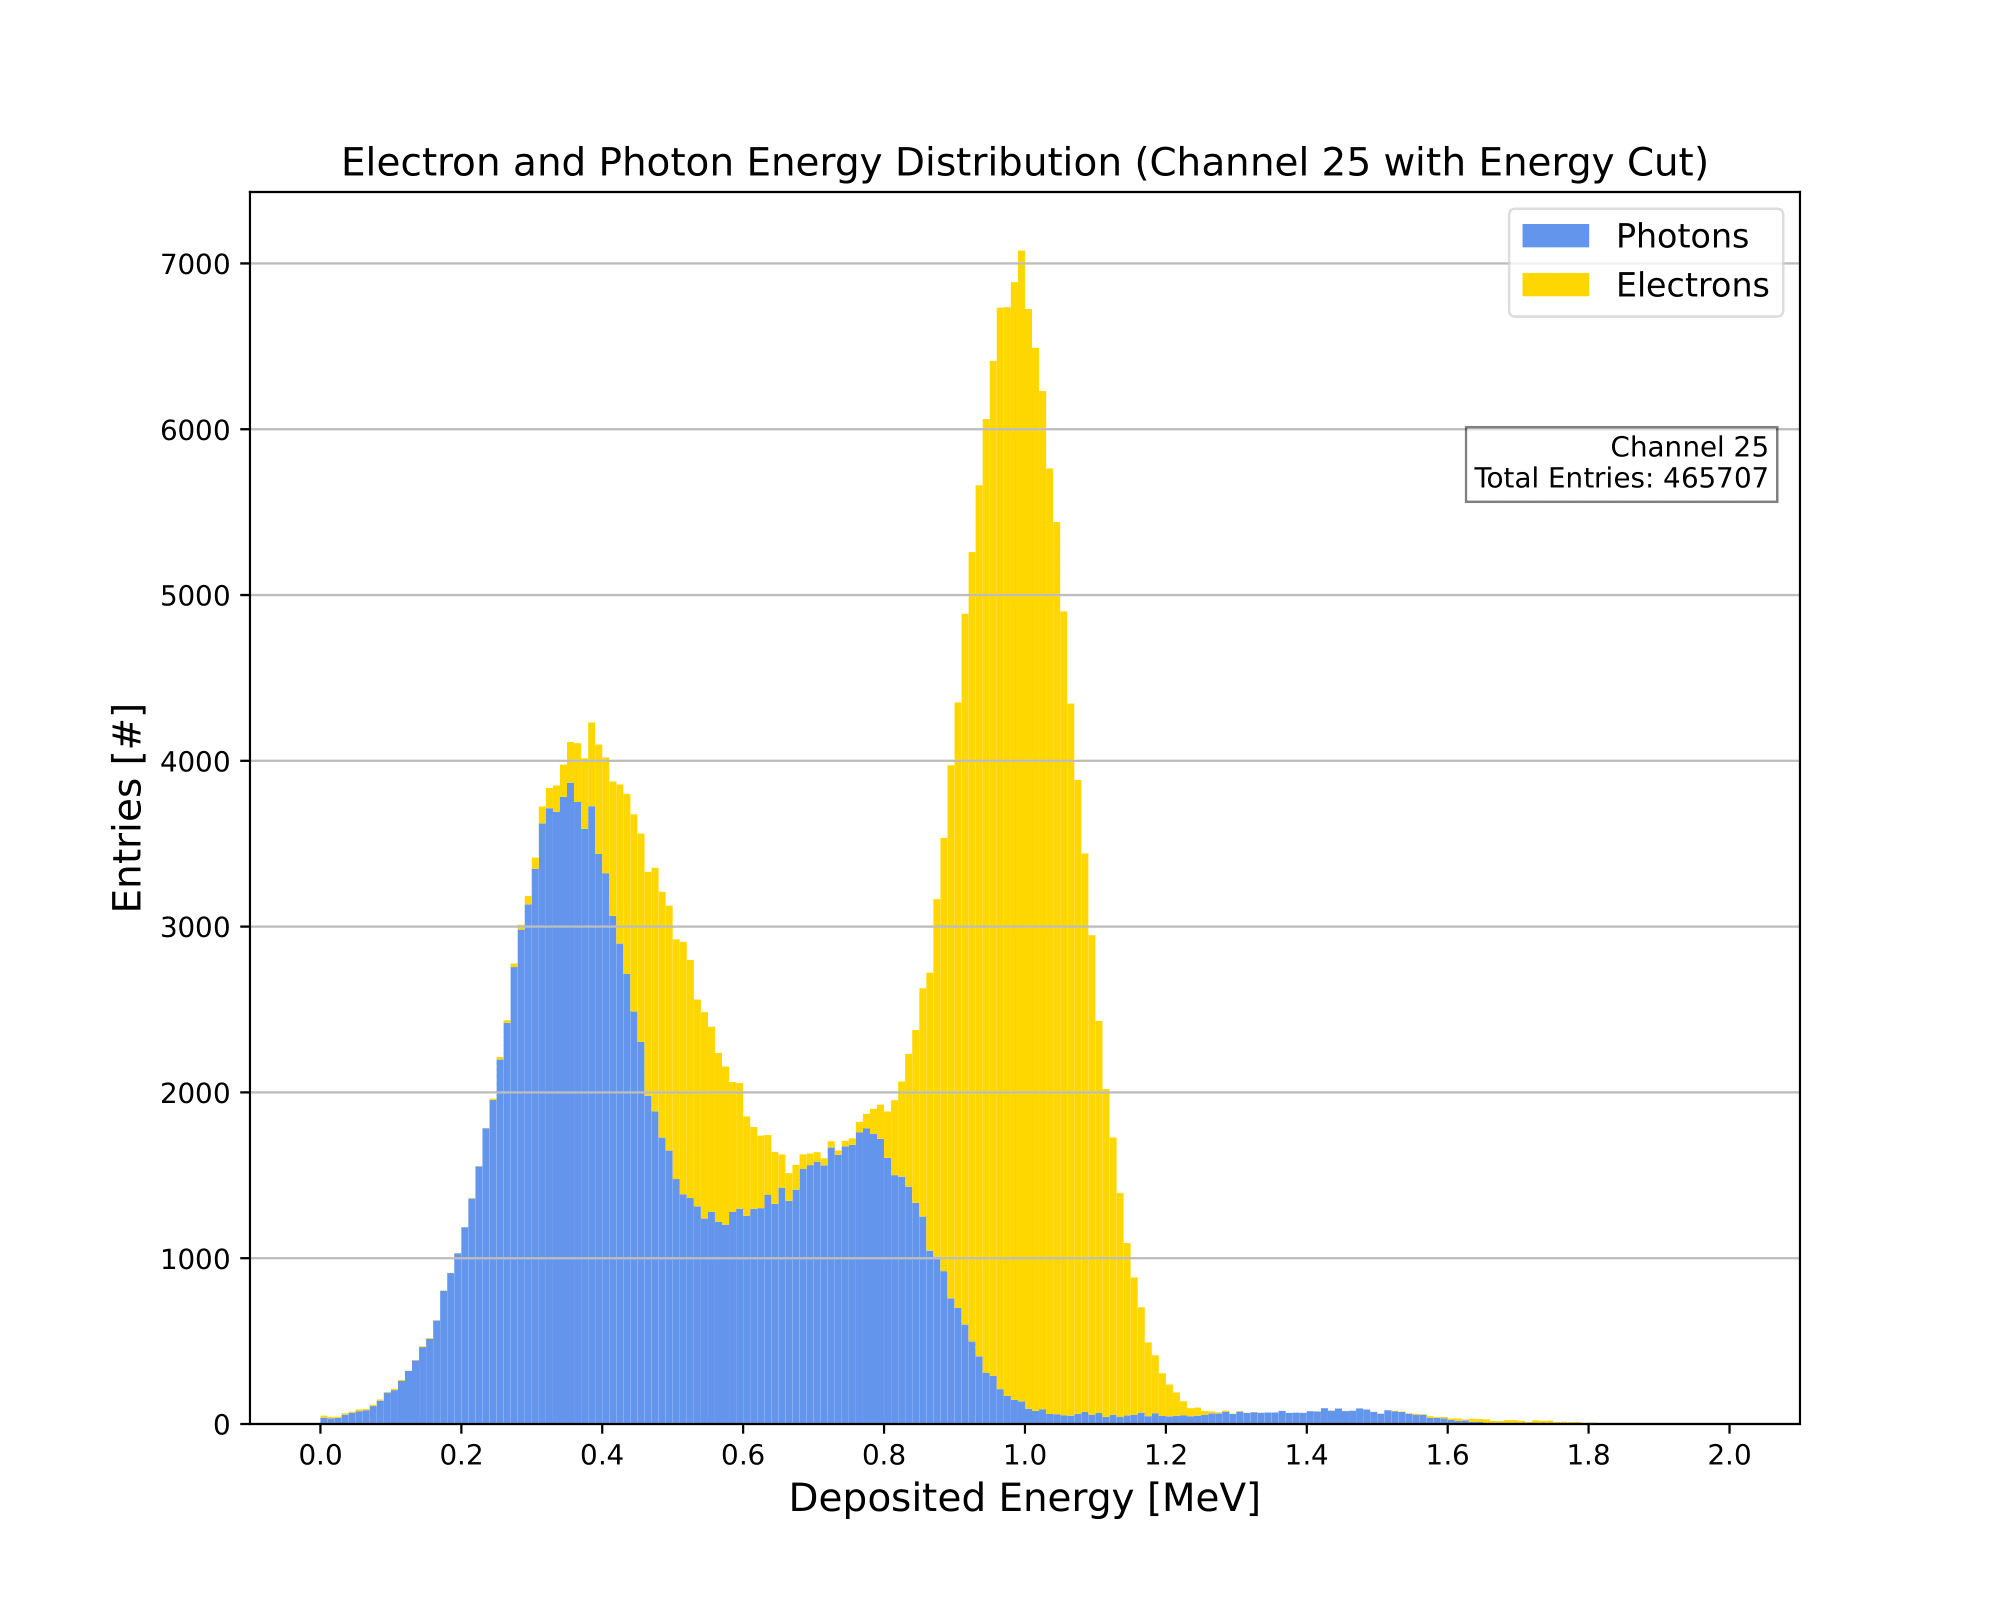 Electron and Photon Energy Distribution (Channel 25 with Energy Cut)
Photons
Electrons
Channel 25
Total Entries: 465707
Entries [#]
7000
6000
5000
4000
3000
2000
1000
0
0.0 0.2 0.4 0.6 0.8 1.0 1.2 1.4 1.6 1.8 2.0
Deposited Energy [MeV]